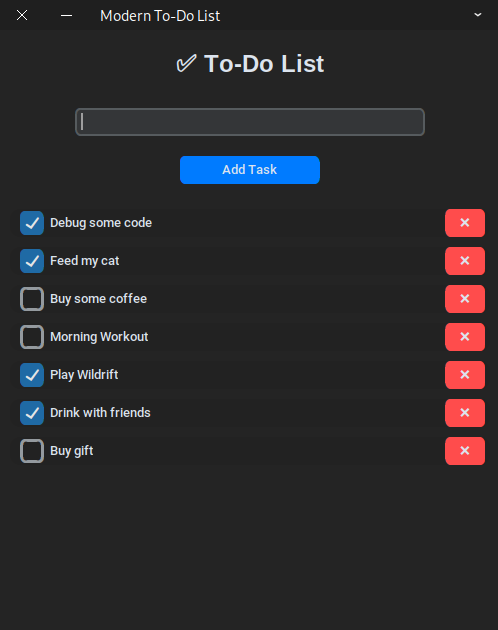 Modern To-Do List
✅ To-Do List
Add Task
Debug some code
Feed my cat
Buy some coffee
Morning Workout
Play Wildrift
Drink with friends
Buy gift